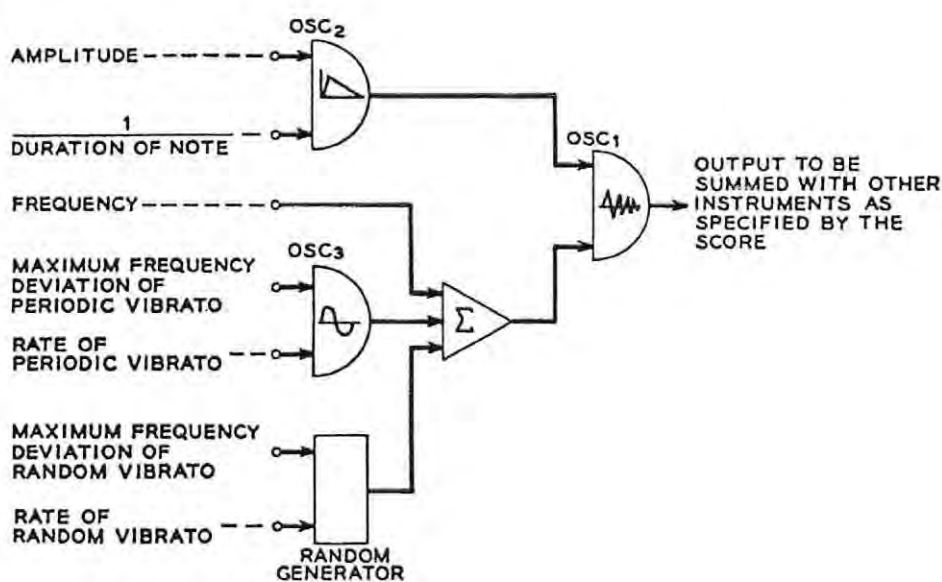 OSC2
AMPLITUDE
1
DURATION OF NOTE
OSC1
OUTPUT TO BE
SUMMED WITH OTHER
INSTRUMENTS AS
SPECIFIED BY THE
SCORE
FREQUENCY
OSC3
MAXIMUM FREQUENCY
DEVIATION OF
PERIODIC VIBRATO
Σ
RATE OF
PERIODIC VIBRATO
MAXIMUM FREQUENCY
DEVIATION OF
RANDOM VIBRATO
RATE OF
RANDOM VIBRATO
RANDOM
GENERATOR